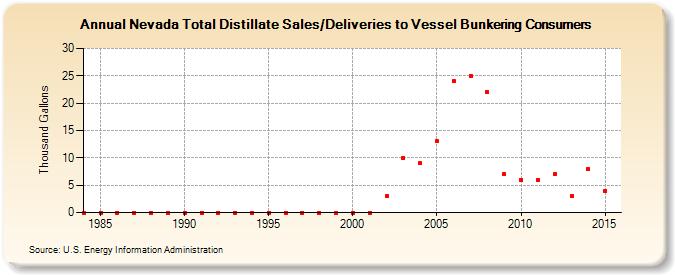 Annual Nevada Total Distillate Sales/Deliveries to Vessel Bunkering Consumers
Thousand Gallons
30
25
20
15
10
5
0
1985 1990 1995 2000 2005 2010 2015
Source: U.S. Energy Information Administration